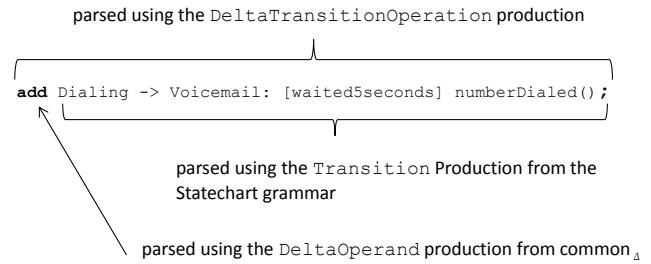 parsed using the DeltaTransitionOperation production
add Dialing -> Voicemail: [waited5seconds] numberDialed();
parsed using the Transition Production from the
Statechart grammar
parsed using the DeltaOperand production from common Δ